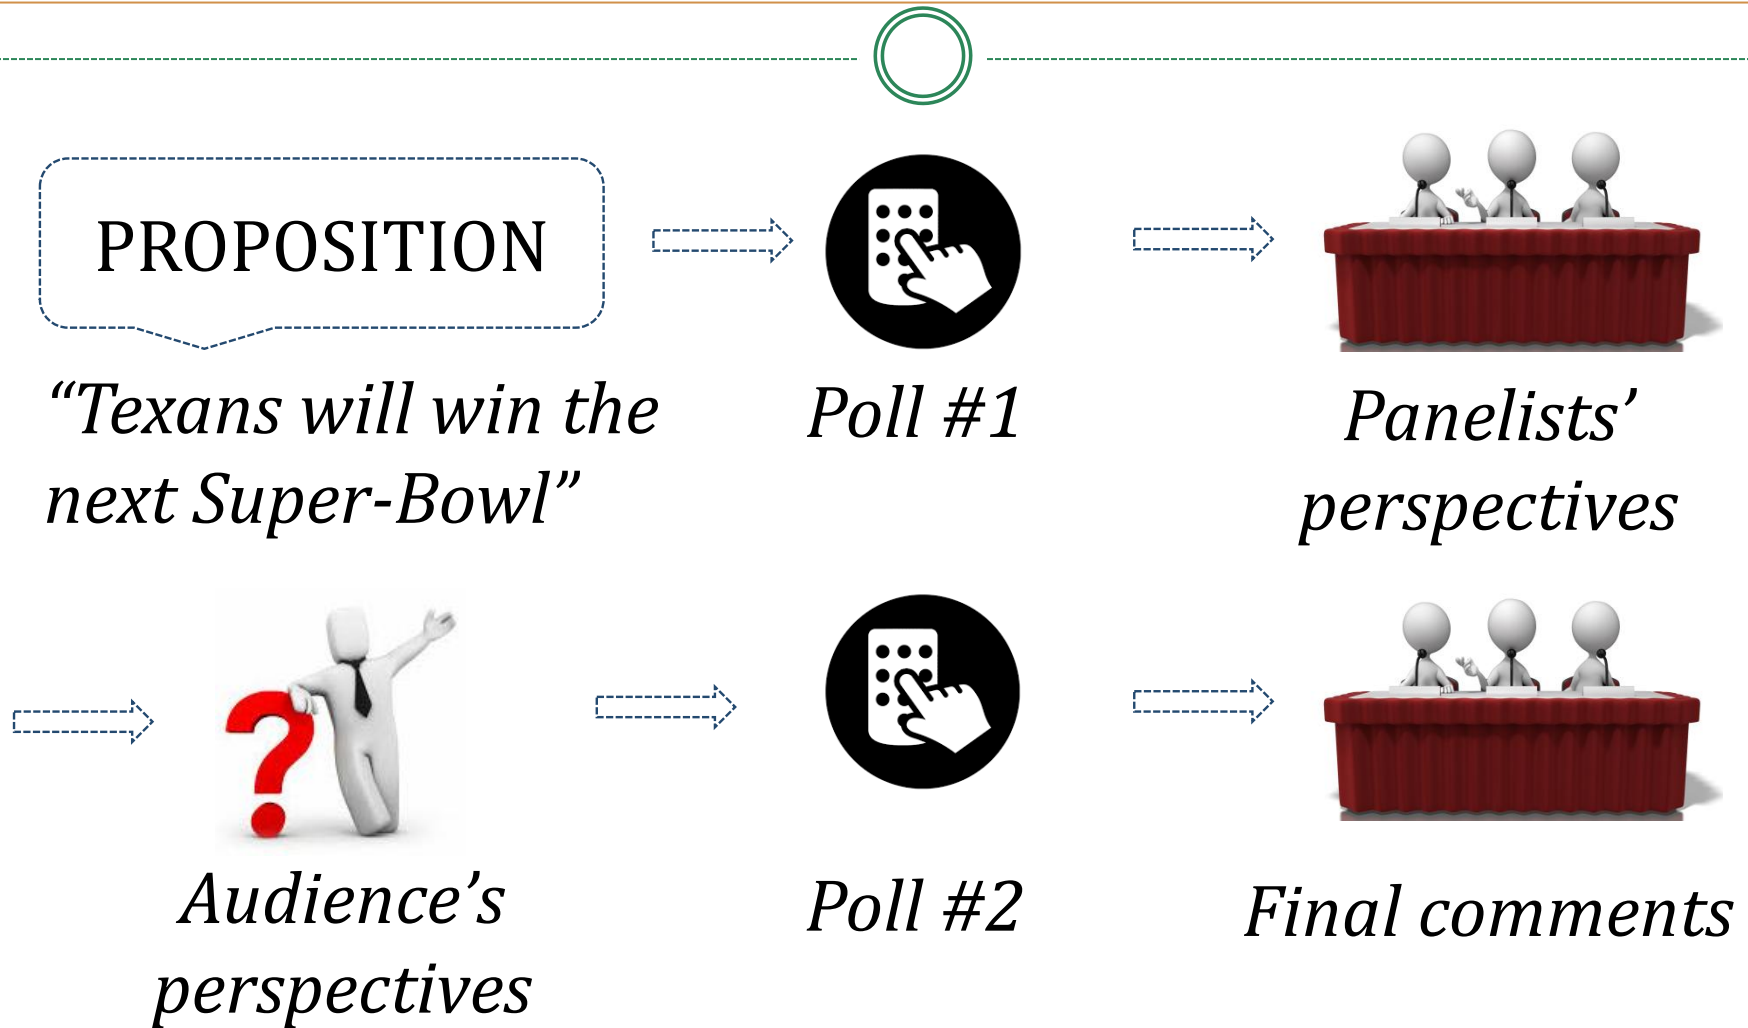 PROPOSITION
“Texans will win the
next Super-Bowl”
Poll #1
Panelists’
perspectives
Audience’s
perspectives
Poll #2
Final comments